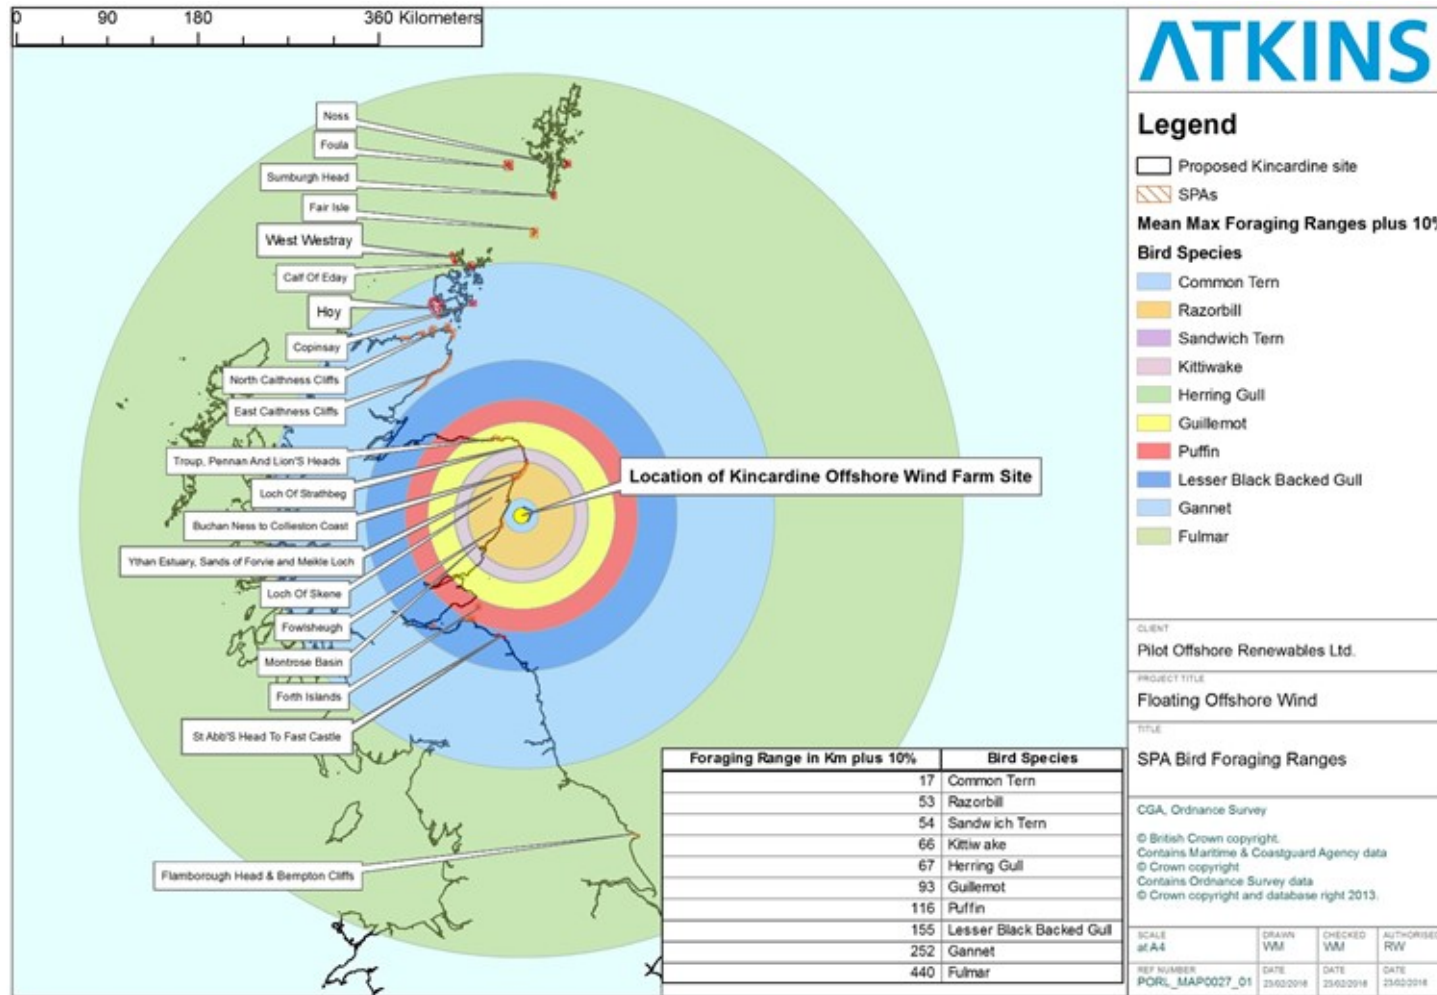 0 90 180 360 Kilometers
Noss
Foula
Sumburgh Head
Fair Isle
West Westray
Calf Of Eday
Hoy
Copinsay
North Caithness Cliffs
East Caithness Cliffs
Troup, Pennan And Lion'S Heads
Loch Of Strathbeg
Buchan Ness to Collieston Coast
Ythan Estuary, Sands of Forvie and Meikle Loch
Loch Of Skene
Fowlsheugh
Montrose Basin
Forth Islands
St Abb'S Head To Fast Castle
Flamborough Head & Bempton Cliffs
Location of Kincardine Offshore Wind Farm Site
Foraging Range in Km plus 10% Bird Species
17 Common Tern
53 Razorbill
54 Sandwich Tern
66 Kittiwake
67 Herring Gull
93 Guillemot
116 Puffin
155 Lesser Black Backed Gull
252 Gannet
440 Fulmar
ATKINS
Legend
Proposed Kincardine site
SPAs
Mean Max Foraging Ranges plus 10%
Bird Species
Common Tern
Razorbill
Sandwich Tern
Kittiwake
Herring Gull
Guillemot
Puffin
Lesser Black Backed Gull
Gannet
Fulmar
CLIENT
Pilot Offshore Renewables Ltd.
PROJECT TITLE
Floating Offshore Wind
TITLE
SPA Bird Foraging Ranges
CGA, Ordnance Survey
© British Crown copyright.
Contains Maritime & Coastguard Agency data
© Crown copyright
Contains Ordnance Survey data
© Crown copyright and database right 2013.
SCALE DRAWN CHECKED AUTHORISED
at A4 WM WM RW
REF NUMBER DATE DATE DATE
PORL_MAP0027_01 23/02/2016 23/02/2016 23/02/2016